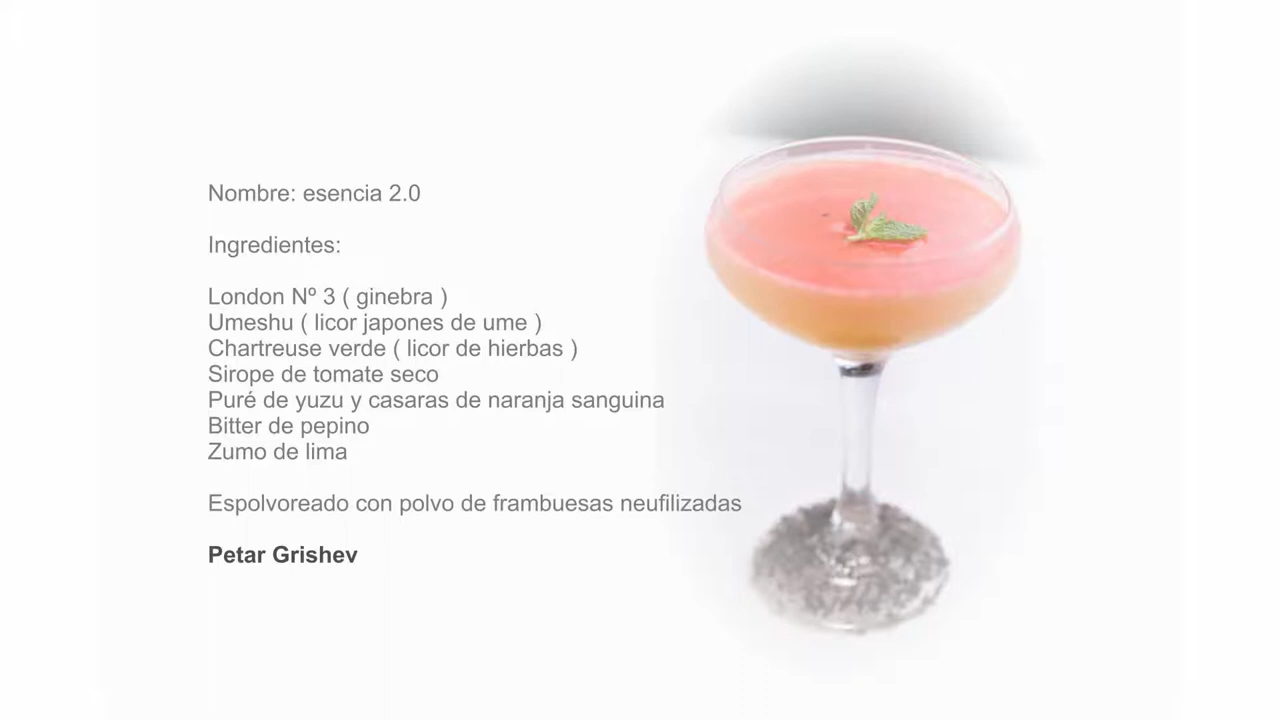 Nombre: esencia 2.0
Ingredientes:
London Nº 3 ( ginebra )
Umeshu ( licor japones de ume )
Chartreuse verde ( licor de hierbas )
Sirope de tomate seco
Puré de yuzu y casaras de naranja sanguina
Bitter de pepino
Zumo de lima
Espolvoreado con polvo de frambuesas neufilizadas
Petar Grishev